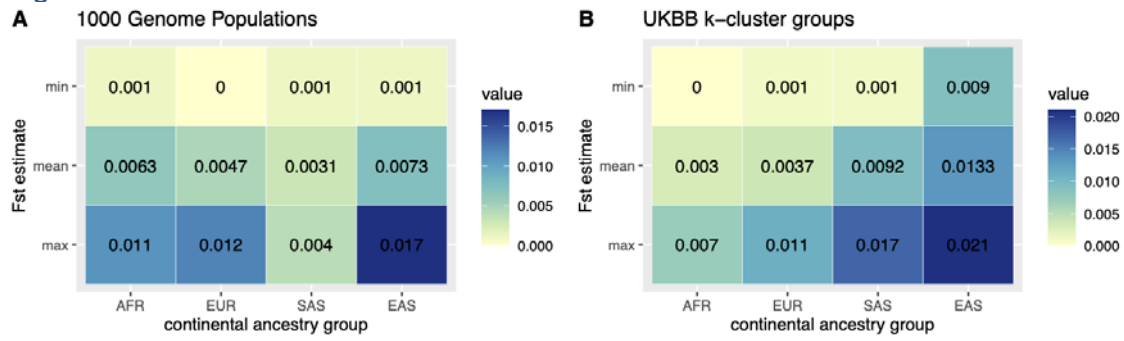 A 1000 Genome Populations
min 0.001 0 0.001 0.001
mean 0.0063 0.0047 0.0031 0.0073
max 0.011 0.012 0.004 0.017
AFR EUR SAS EAS
continental ancestry group
Fst estimate
value
0.015
0.010
0.005
0.000
B UKBB k−cluster groups
min 0 0.001 0.001 0.009
mean 0.003 0.0037 0.0092 0.0133
max 0.007 0.011 0.017 0.021
AFR EUR SAS EAS
continental ancestry group
Fst estimate
value
0.020
0.015
0.010
0.005
0.000